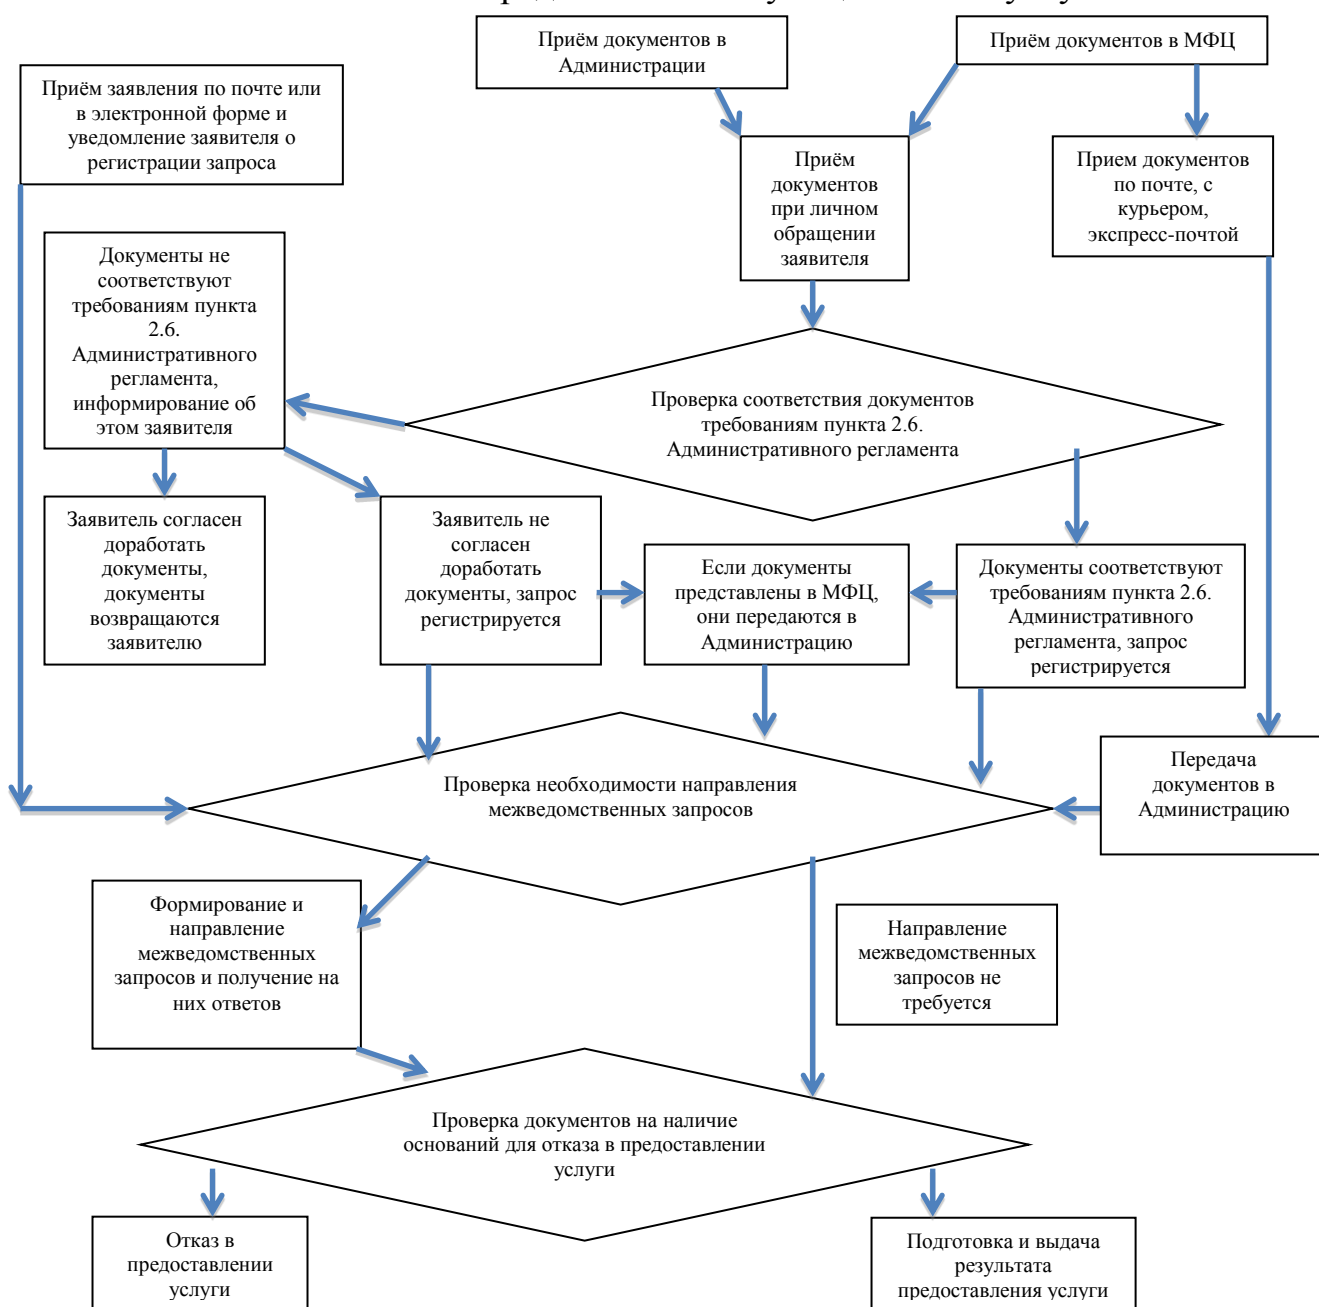 Приём документов в
Администрации
Приём документов в МФЦ
Приём заявления по почте или
в электронной форме и
уведомление заявителя о
регистрации запроса
Приём
документов
при личном
обращении
заявителя
Прием документов
по почте, с
курьером,
экспресс-почтой
Документы не
соответствуют
требованиям пункта
2.6.
Административного
регламента,
информирование об
этом заявителя
Проверка соответствия документов
требованиям пункта 2.6.
Административного регламента
Заявитель согласен
доработать
документы,
документы
возвращаются
заявителю
Заявитель не
согласен
доработать
документы, запрос
регистрируется
Если документы
представлены в МФЦ,
они передаются в
Администрацию
Документы соответствуют
требованиям пункта 2.6.
Административного
регламента, запрос
регистрируется
Проверка необходимости направления
межведомственных запросов
Передача
документов в
Администрацию
Формирование и
направление
межведомственных
запросов и получение на
них ответов
Направление
межведомственных
запросов не
требуется
Проверка документов на наличие
оснований для отказа в предоставлении
услуги
Отказ в
предоставлении
услуги
Подготовка и выдача
результата
предоставления услуги